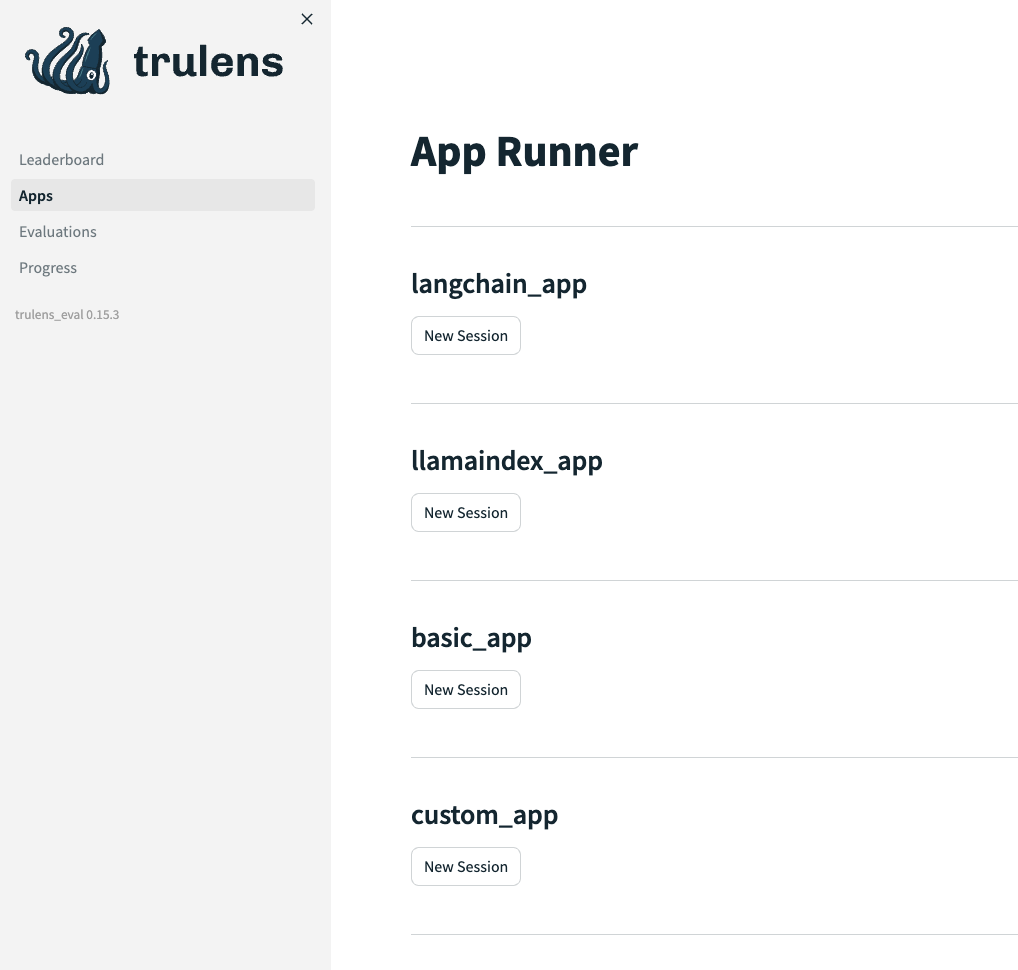 trulens
Leaderboard
Apps
Evaluations
Progress
trulens_eval 0.15.3
App Runner
langchain_app
New Session
llamaindex_app
New Session
basic_app
New Session
custom_app
New Session